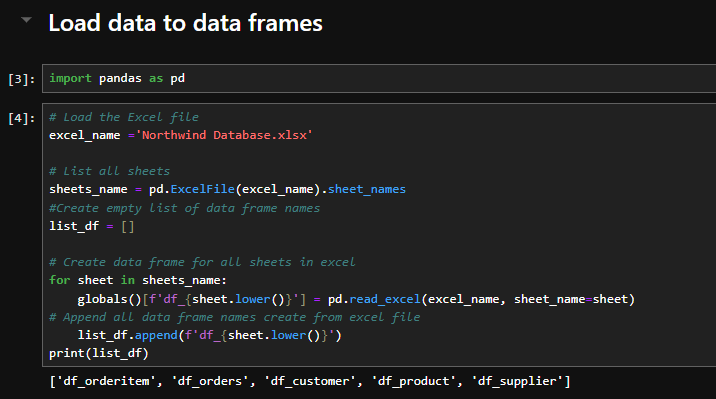 Load data to data frames
[3]: import pandas as pd
[4]: # Load the Excel file
excel_name ='Northwind Database.xlsx'
# List all sheets
sheets_name = pd.ExcelFile(excel_name).sheet_names
#Create empty list of data frame names
list_df = []
# Create data frame for all sheets in excel
for sheet in sheets_name:
    globals()[f'df_{sheet.lower()}'] = pd.read_excel(excel_name, sheet_name=sheet)
# Append all data frame names create from excel file
    list_df.append(f'df_{sheet.lower()}')
print(list_df)
['df_orderitem', 'df_orders', 'df_customer', 'df_product', 'df_supplier']